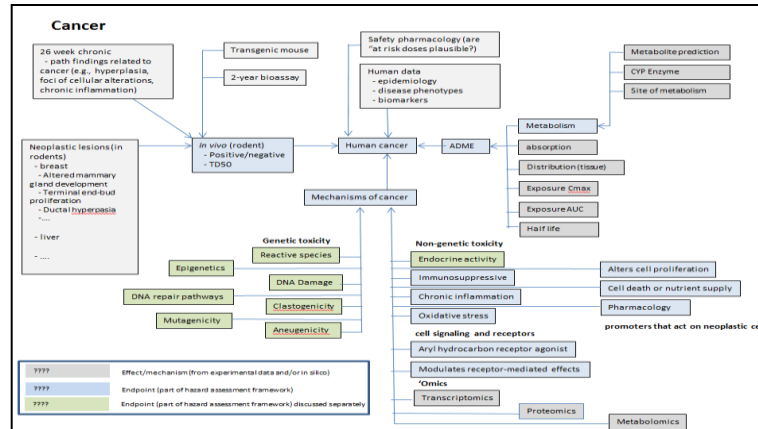 Cancer
26 week chronic
- path findings related to
cancer (e.g., hyperplasia,
foci of cellular alterations,
chronic inflammation)
Transgenic mouse
2-year bioassay
Safety pharmacology (are
"at risk doses plausible?)
Human data
- epidemiology
- disease phenotypes
- biomarkers
Metabolite prediction
CYP Enzyme
Site of metabolism
Neoplastic lesions (in
rodents)
- breast
- Altered mammary
gland development
- Terminal end-bud
proliferation
- Ductal hyperpasia
-....
- liver
- ....
In vivo (rodent)
- Positive/negative
- TD50
Human cancer
ADME
Metabolism
absorption
Distribution (tissue)
Exposure Cmax
Exposure AUC
Half life
Mechanisms of cancer
Genetic toxicity
Reactive species
Epigenetics
DNA Damage
DNA repair pathways
Clastogenicity
Mutagenicity
Aneugenicity
Non-genetic toxicity
Endocrine activity
Immunosuppressive
Chronic inflammation
Oxidative stress
Alters cell proliferation
Cell death or nutrient supply
Pharmacology
promoters that act on neoplastic ce
cell signaling and receptors
Aryl hydrocarbon receptor agonist
Modulates receptor-mediated effects
'Omics
Transcriptomics
Proteomics
Metabolomics
???? Effect/mechanism (from experimental data and/or in silico)
???? Endpoint (part of hazard assessment framework)
???? Endpoint (part of hazard assessment framework) discussed separately